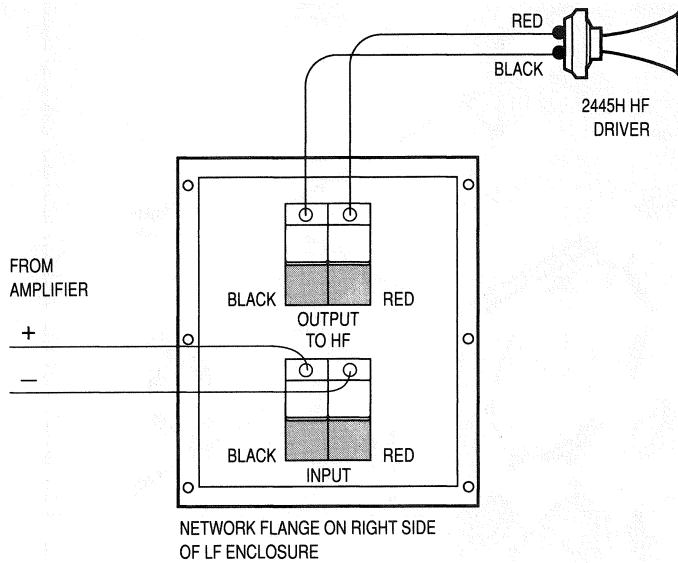 RED
BLACK
2445H HF
DRIVER
FROM
AMPLIFIER
+
–
BLACK
RED
OUTPUT
TO HF
BLACK
RED
INPUT
NETWORK FLANGE ON RIGHT SIDE
OF LF ENCLOSURE